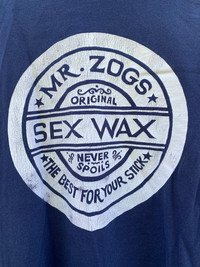 MR. ZOGS
ORIGINAL
SEX WAX
NEVER
SPOILS
THE BEST FOR YOUR STICK